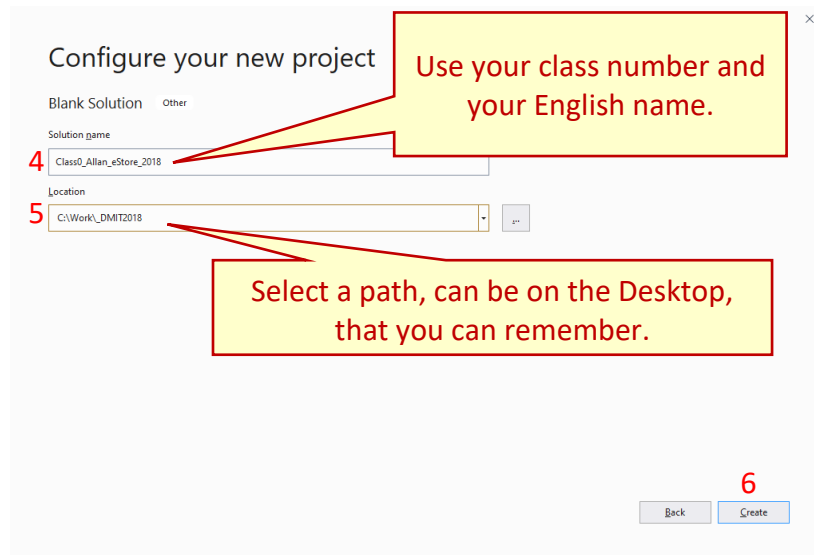 Configure your new project
Use your class number and
your English name.
Blank Solution Other
Solution name
4 Class0_Allan_eStore_2018
Location
5 C:\Work\_DMIT2018
...
Select a path, can be on the Desktop,
that you can remember.
6
Back Create